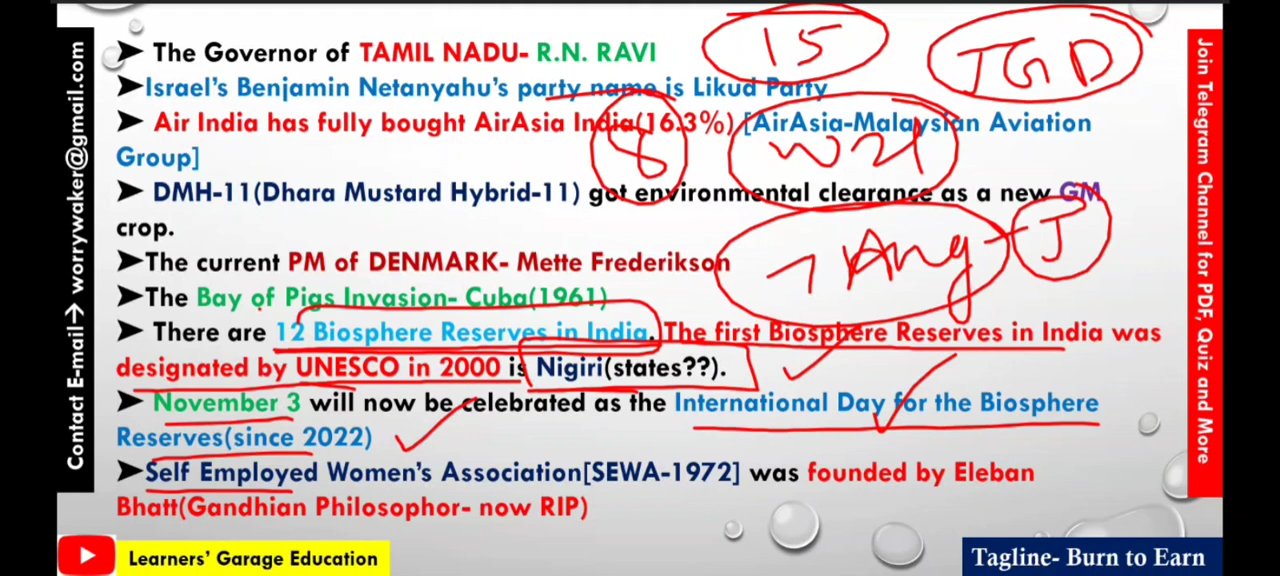 ➤ The Governor of TAMIL NADU- R.N. RAVI
➤Israel's Benjamin Netanyahu's party name is Likud Party
➤ Air India has fully bought AirAsia India(16.3%) [AirAsia-Malaysian Aviation
Group]
➤ DMH-11(Dhara Mustard Hybrid-11) got environmental clearance as a new GM
crop.
➤The current PM of DENMARK- Mette Frederikson
➤The Bay of Pigs Invasion- Cuba(1961)
➤ There are 12 Biosphere Reserves in India. The first Biosphere Reserves in India was
designated by UNESCO in 2000 is Nigiri(states??).
➤ November 3 will now be celebrated as the International Day for the Biosphere
Reserves(since 2022)
➤Self Employed Women's Association[SEWA-1972] was founded by Eleban
Bhatt(Gandhian Philosophor- now RIP)
15
JGD
8
W21
7 Ang + J
Contact E-mail→ worrywaker@gmail.com
Join Telegram Channel for PDF, Quiz and More
Learners' Garage Education
Tagline- Burn to Earn